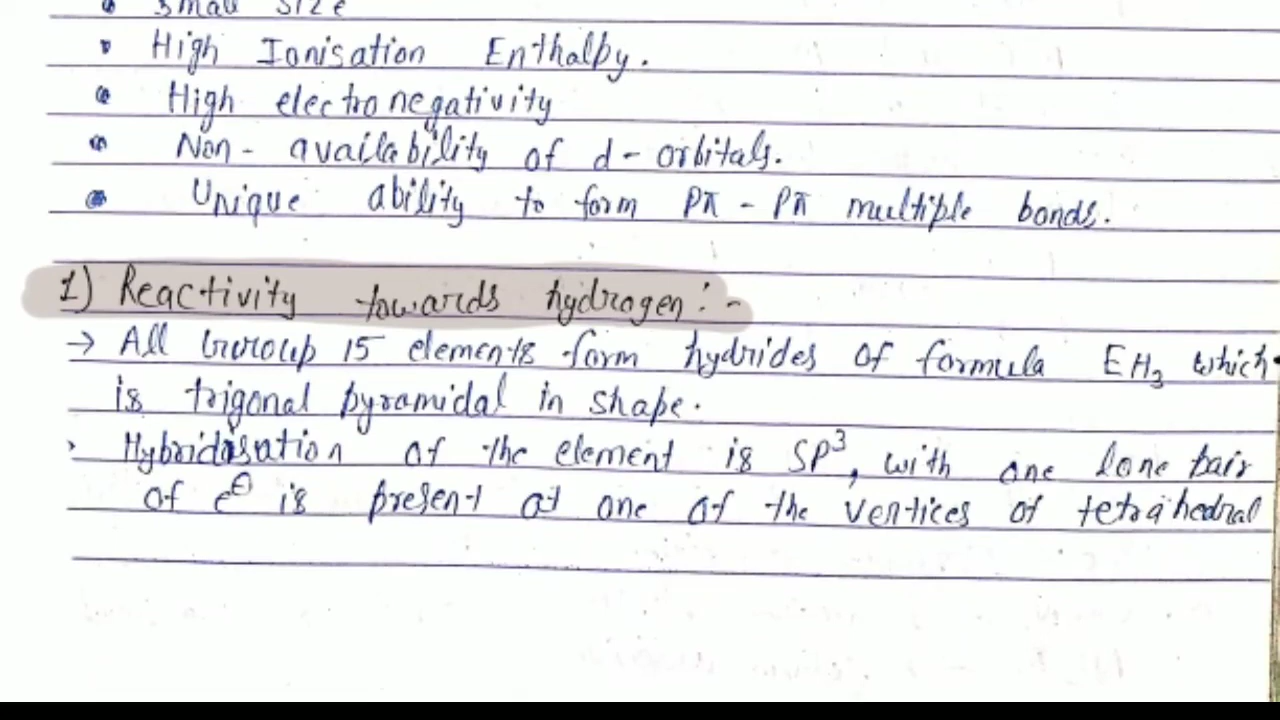 • Small size
• High Ionisation Enthalpy.
• High electronegativity
• Non - availability of d - orbitals.
• Unique ability to form Pπ - Pπ multiple bonds.
1) Reactivity towards hydrogen :-
→ All Group 15 elements form hydrides of formula EH₃ which
is trigonal pyramidal in shape.
• Hybridisation of the element is SP³, with one lone pair
of e⊖ is present at one of the vertices of tetrahedral